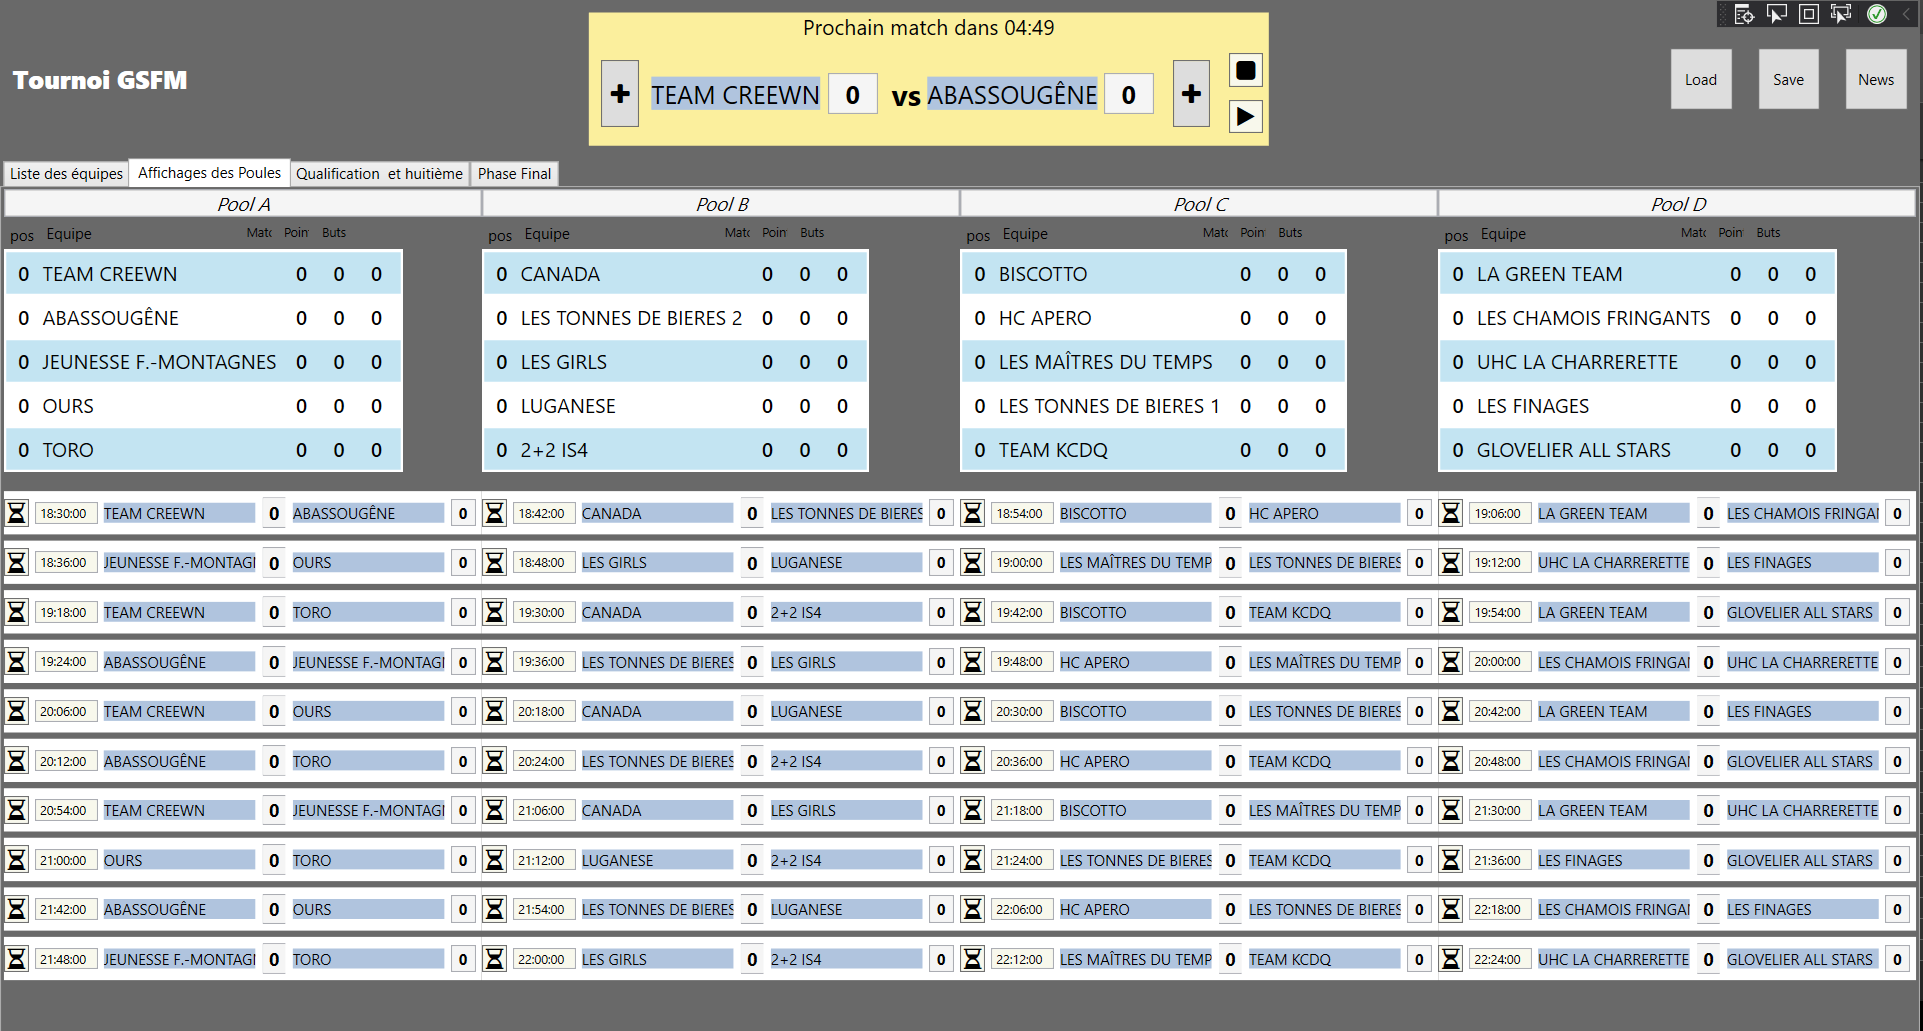 Prochain match dans 04:49
Tournoi GSFM
+ TEAM CREEWN 0 vs ABASSOUGÊNE 0 +
Load Save News
Liste des équipes Affichages des Poules Qualification et huitième Phase Final
Pool A Pool B Pool C Pool D
pos Equipe Matc Poin Buts pos Equipe Matc Poin Buts pos Equipe Matc Poin Buts pos Equipe Matc Poin Buts
0 TEAM CREEWN 0 0 0 0 CANADA 0 0 0 0 BISCOTTO 0 0 0 0 LA GREEN TEAM 0 0 0
0 ABASSOUGÊNE 0 0 0 0 LES TONNES DE BIERES 2 0 0 0 0 HC APERO 0 0 0 0 LES CHAMOIS FRINGANTS 0 0 0
0 JEUNESSE F.-MONTAGNES 0 0 0 0 LES GIRLS 0 0 0 0 LES MAÎTRES DU TEMPS 0 0 0 0 UHC LA CHARRERETTE 0 0 0
0 OURS 0 0 0 0 LUGANESE 0 0 0 0 LES TONNES DE BIERES 1 0 0 0 0 LES FINAGES 0 0 0
0 TORO 0 0 0 0 2+2 IS4 0 0 0 0 TEAM KCDQ 0 0 0 0 GLOVELIER ALL STARS 0 0 0
18:30:00 TEAM CREEWN 0 ABASSOUGÊNE 0 18:42:00 CANADA 0 LES TONNES DE BIERES 0 18:54:00 BISCOTTO 0 HC APERO 0 19:06:00 LA GREEN TEAM 0 LES CHAMOIS FRINGAN 0
18:36:00 JEUNESSE F.-MONTAG 0 OURS 0 18:48:00 LES GIRLS 0 LUGANESE 0 19:00:00 LES MAÎTRES DU TEMP 0 LES TONNES DE BIERES 0 19:12:00 UHC LA CHARRERETTE 0 LES FINAGES 0
19:18:00 TEAM CREEWN 0 TORO 0 19:30:00 CANADA 0 2+2 IS4 0 19:42:00 BISCOTTO 0 TEAM KCDQ 0 19:54:00 LA GREEN TEAM 0 GLOVELIER ALL STARS 0
19:24:00 ABASSOUGÊNE 0 JEUNESSE F.-MONTAG 0 19:36:00 LES TONNES DE BIERES 0 LES GIRLS 0 19:48:00 HC APERO 0 LES MAÎTRES DU TEMP 0 20:00:00 LES CHAMOIS FRINGAN 0 UHC LA CHARRERETTE 0
20:06:00 TEAM CREEWN 0 OURS 0 20:18:00 CANADA 0 LUGANESE 0 20:30:00 BISCOTTO 0 LES TONNES DE BIERES 0 20:42:00 LA GREEN TEAM 0 LES FINAGES 0
20:12:00 ABASSOUGÊNE 0 TORO 0 20:24:00 LES TONNES DE BIERES 0 2+2 IS4 0 20:36:00 HC APERO 0 TEAM KCDQ 0 20:48:00 LES CHAMOIS FRINGAN 0 GLOVELIER ALL STARS 0
20:54:00 TEAM CREEWN 0 JEUNESSE F.-MONTAG 0 21:06:00 CANADA 0 LES GIRLS 0 21:18:00 BISCOTTO 0 LES MAÎTRES DU TEMP 0 21:30:00 LA GREEN TEAM 0 UHC LA CHARRERETTE 0
21:00:00 OURS 0 TORO 0 21:12:00 LUGANESE 0 2+2 IS4 0 21:24:00 LES TONNES DE BIERES 0 TEAM KCDQ 0 21:36:00 LES FINAGES 0 GLOVELIER ALL STARS 0
21:42:00 ABASSOUGÊNE 0 OURS 0 21:54:00 LES TONNES DE BIERES 0 LUGANESE 0 22:06:00 HC APERO 0 LES TONNES DE BIERES 0 22:18:00 LES CHAMOIS FRINGAN 0 LES FINAGES 0
21:48:00 JEUNESSE F.-MONTAG 0 TORO 0 22:00:00 LES GIRLS 0 2+2 IS4 0 22:12:00 LES MAÎTRES DU TEMP 0 TEAM KCDQ 0 22:24:00 UHC LA CHARRERETTE 0 GLOVELIER ALL STARS 0